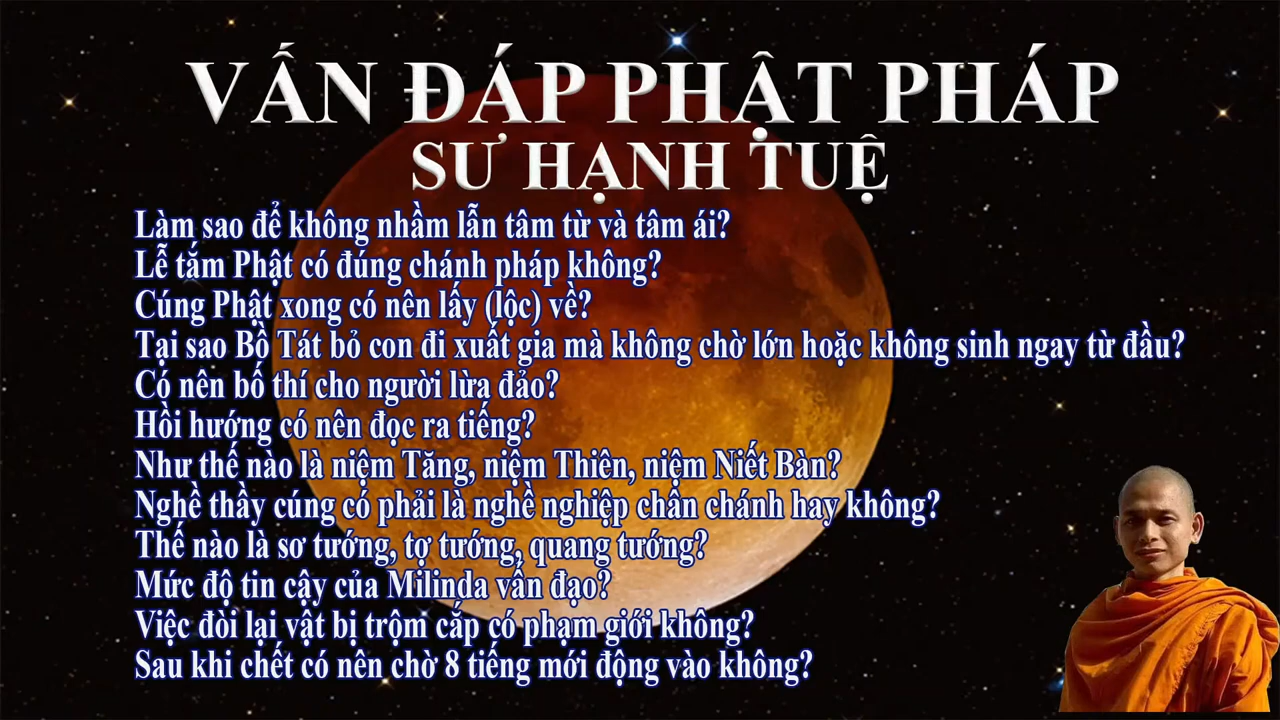 VẤN ĐÁP PHẬT PHÁP
SƯ HẠNH TUỆ
Làm sao để không nhầm lẫn tâm từ và tâm ái?
Lễ tắm Phật có đúng chánh pháp không?
Cúng Phật xong có nên lấy (lộc) về?
Tại sao Bồ Tát bỏ con đi xuất gia mà không chờ lớn hoặc không sinh ngay từ đầu?
Có nên bố thí cho người lừa đảo?
Hồi hướng có nên đọc ra tiếng?
Như thế nào là niệm Tăng, niệm Thiên, niệm Niết Bàn?
Nghề thầy cúng có phải là nghề nghiệp chân chánh hay không?
Thế nào là sơ tướng, tợ tướng, quang tướng?
Mức độ tin cậy của Milinda vấn đạo?
Việc đòi lại vật bị trộm cắp có phạm giới không?
Sau khi chết có nên chờ 8 tiếng mới động vào không?